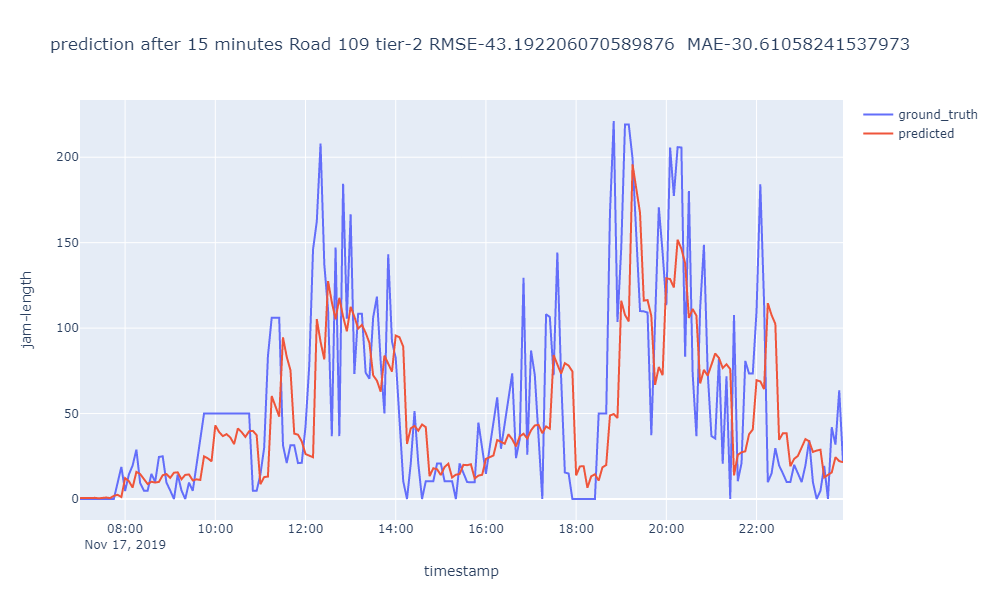 prediction after 15 minutes Road 109 tier-2 RMSE-43.192206070589876  MAE-30.61058241537973
ground_truth
predicted
200
150
100
50
0
jam-length
08:00 10:00 12:00 14:00 16:00 18:00 20:00 22:00
Nov 17, 2019
timestamp